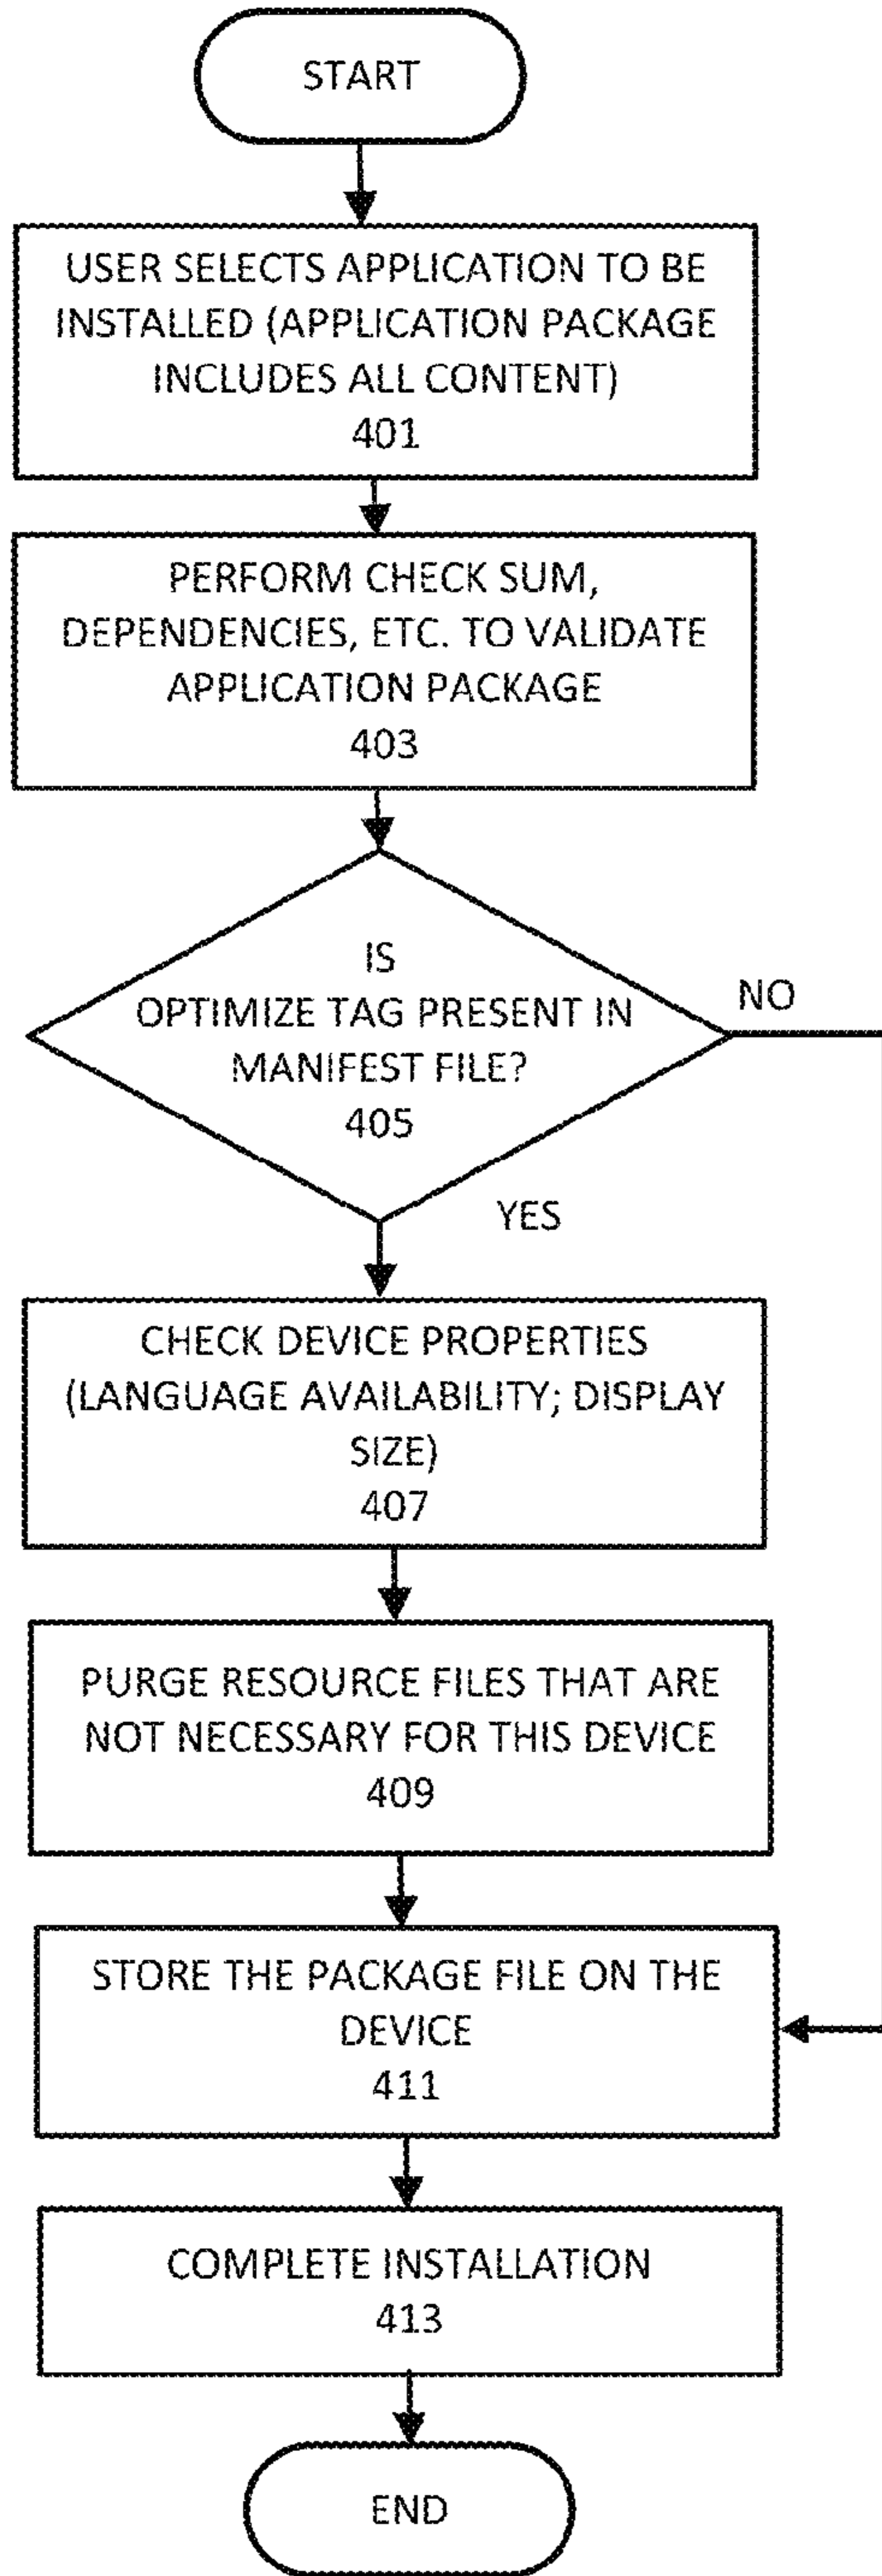 START
USER SELECTS APPLICATION TO BE
INSTALLED (APPLICATION PACKAGE
INCLUDES ALL CONTENT)
401
PERFORM CHECK SUM,
DEPENDENCIES, ETC. TO VALIDATE
APPLICATION PACKAGE
403
IS
OPTIMIZE TAG PRESENT IN
MANIFEST FILE?
405
NO
YES
CHECK DEVICE PROPERTIES
(LANGUAGE AVAILABILITY; DISPLAY
SIZE)
407
PURGE RESOURCE FILES THAT ARE
NOT NECESSARY FOR THIS DEVICE
409
STORE THE PACKAGE FILE ON THE
DEVICE
411
COMPLETE INSTALLATION
413
END